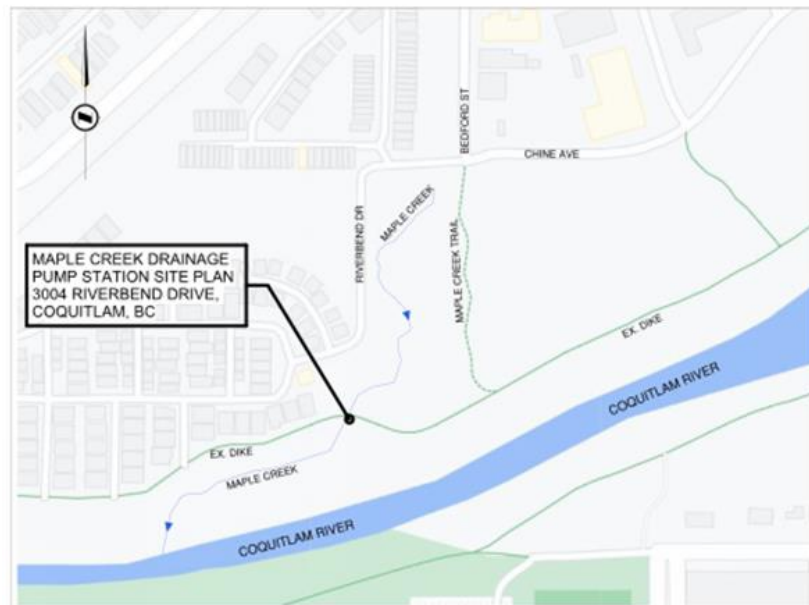 BEDFORD ST
CHINE AVE
MAPLE CREEK
RIVERBEND DR
MAPLE CREEK TRAIL
MAPLE CREEK DRAINAGE
PUMP STATION SITE PLAN
3004 RIVERBEND DRIVE,
COQUITLAM, BC
EX. DIKE
COQUITLAM RIVER
EX. DIKE
MAPLE CREEK
COQUITLAM RIVER